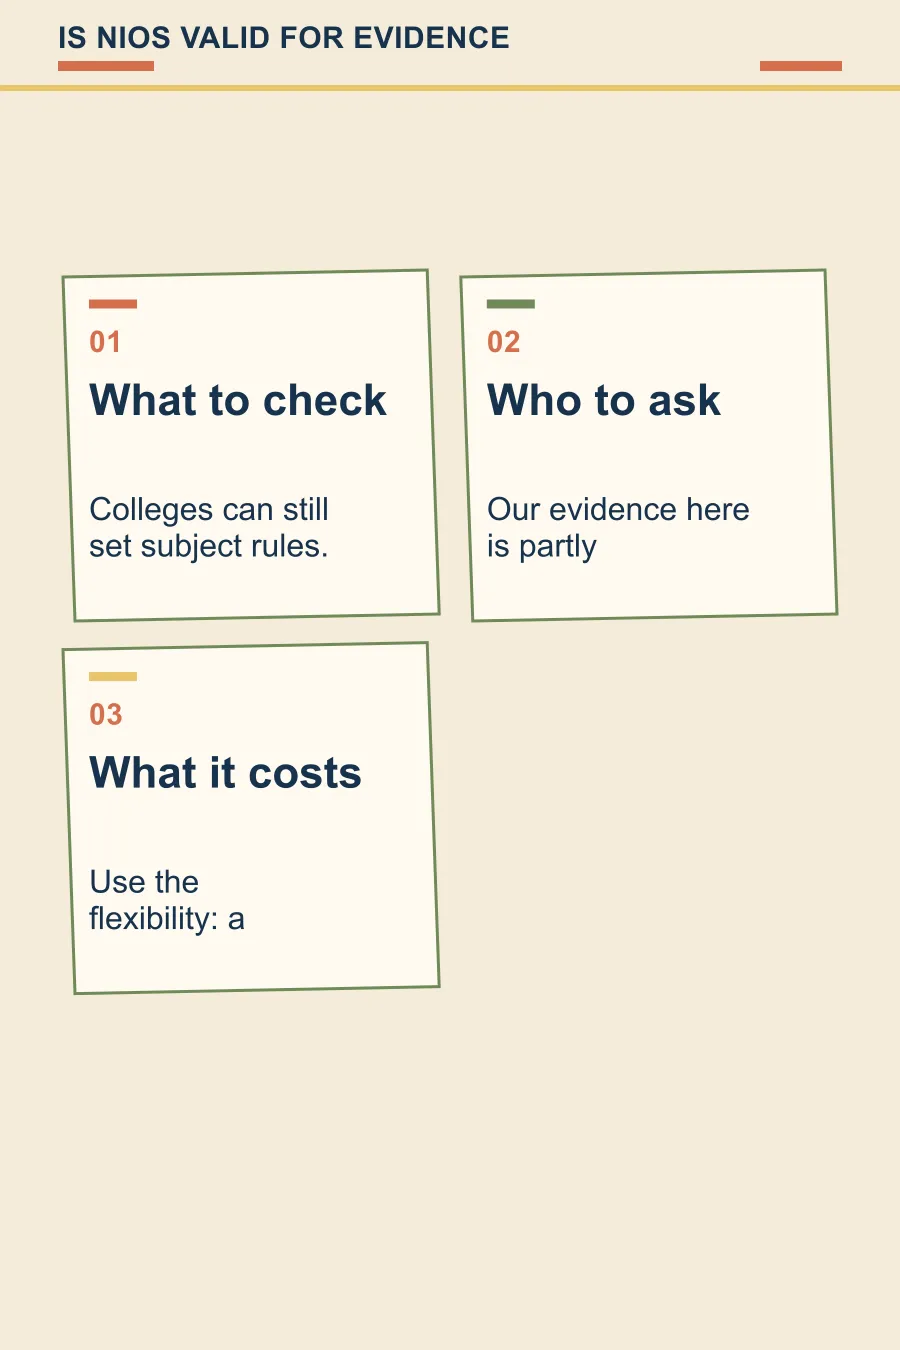 IS NIOS VALID FOR EVIDENCE
01
What to check
Colleges can still
set subject rules.
02
Who to ask
Our evidence here
is partly
03
What it costs
Use the
flexibility: a